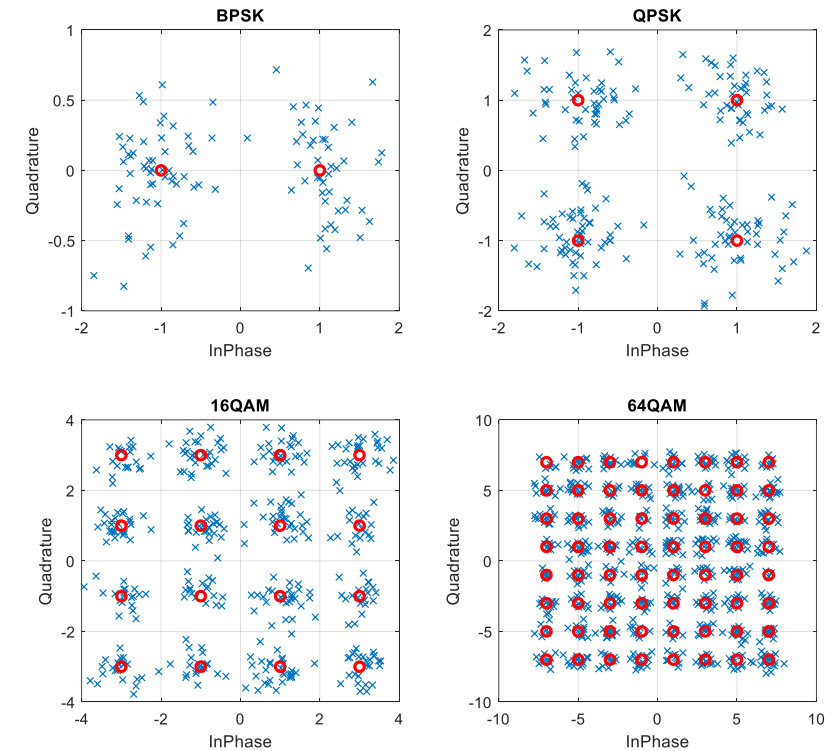 BPSK
1
0.5
0
-0.5
-1
Quadrature
-2 -1 0 1 2
InPhase
QPSK
2
1
0
-1
-2
Quadrature
-2 -1 0 1 2
InPhase
16QAM
4
2
0
-2
-4
Quadrature
-4 -2 0 2 4
InPhase
64QAM
10
5
0
-5
-10
Quadrature
-10 -5 0 5 10
InPhase